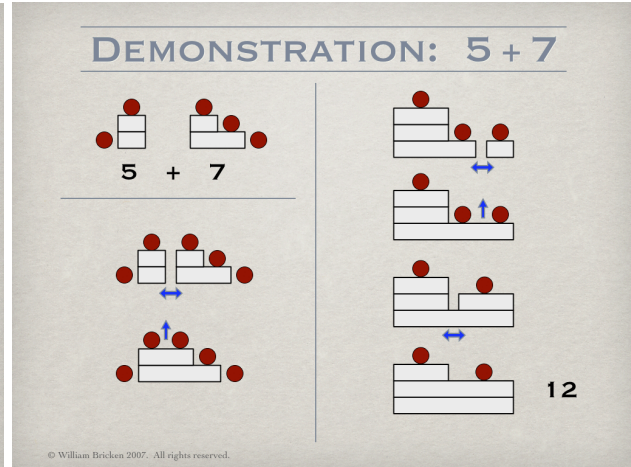 DEMONSTRATION: 5 + 7
5 + 7
12
© William Bricken 2007. All rights reserved.